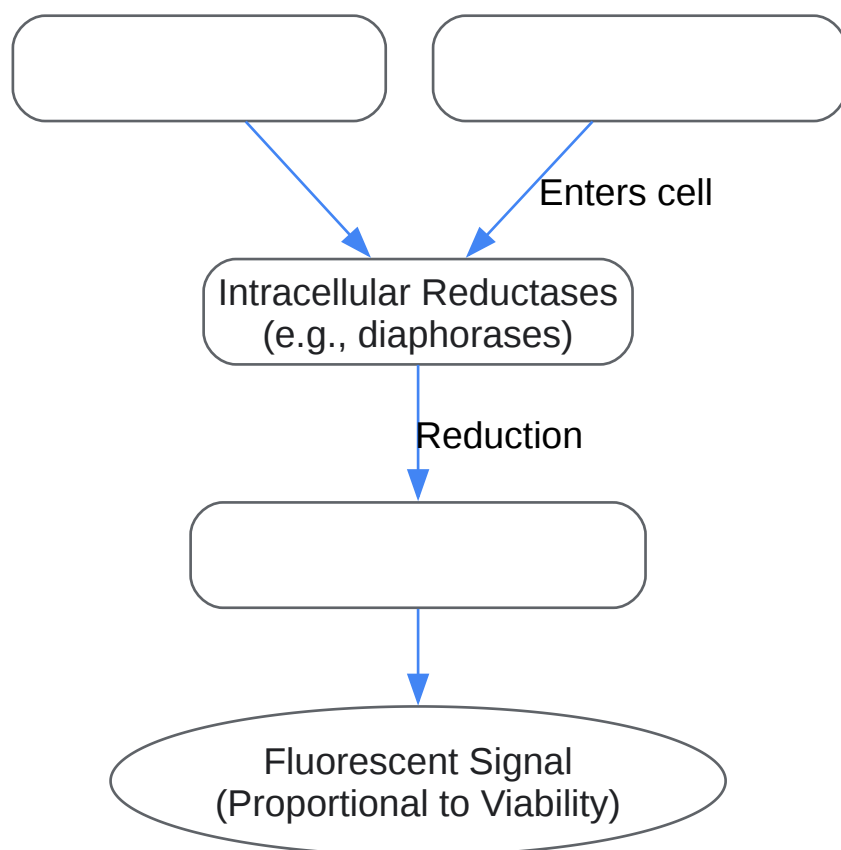 Enters cell
Intracellular Reductases
(e.g., diaphorases)
Reduction
Fluorescent Signal
(Proportional to Viability)